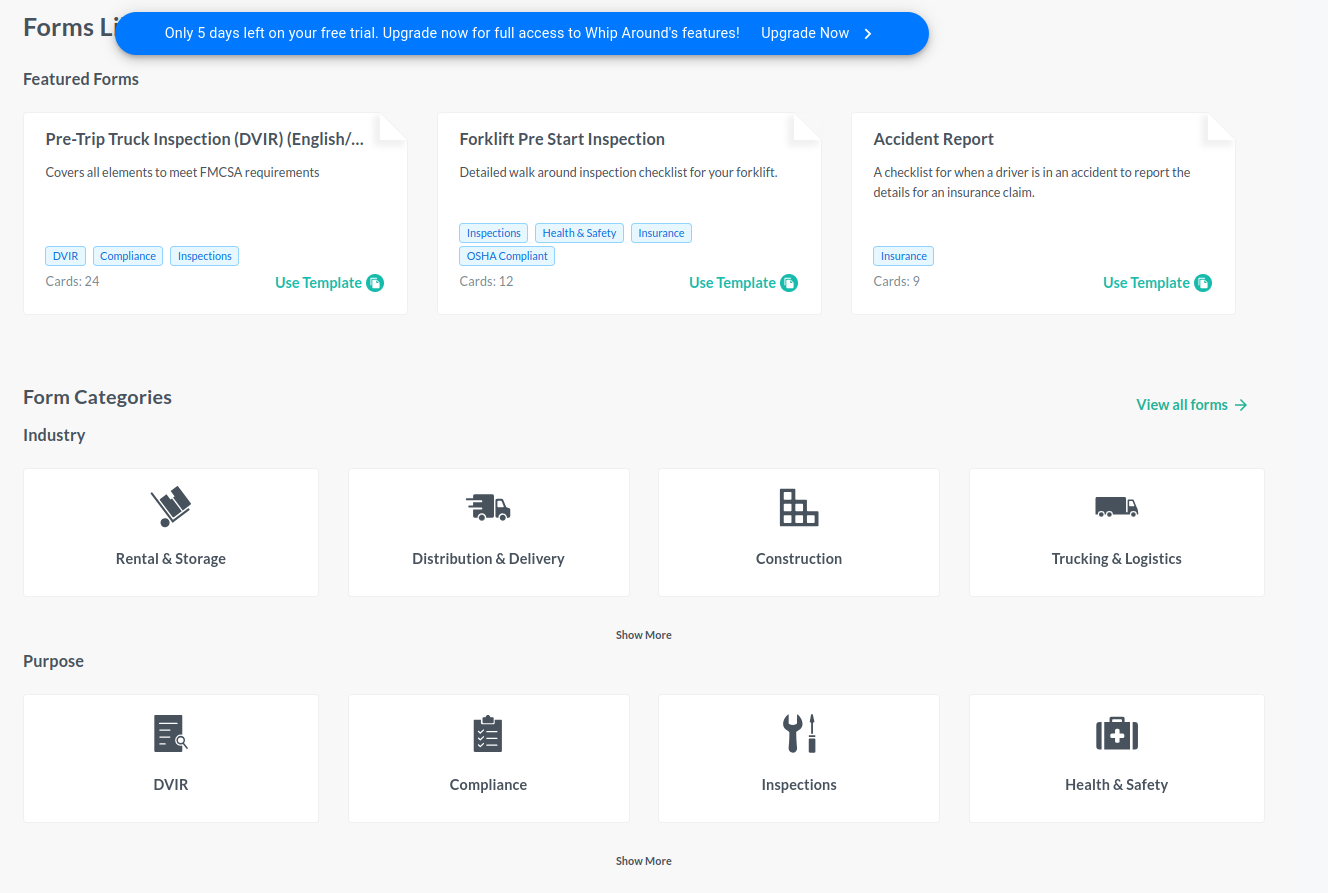 Forms Li
Only 5 days left on your free trial. Upgrade now for full access to Whip Around's features! Upgrade Now
Featured Forms
Pre-Trip Truck Inspection (DVIR) (English/...
Covers all elements to meet FMCSA requirements
DVIR Compliance Inspections
Cards: 24
Use Template
Forklift Pre Start Inspection
Detailed walk around inspection checklist for your forklift.
Inspections Health & Safety Insurance
OSHA Compliant
Cards: 12
Use Template
Accident Report
A checklist for when a driver is in an accident to report the
details for an insurance claim.
Insurance
Cards: 9
Use Template
Form Categories
View all forms
Industry
Rental & Storage
Distribution & Delivery
Construction
Trucking & Logistics
Show More
Purpose
DVIR
Compliance
Inspections
Health & Safety
Show More